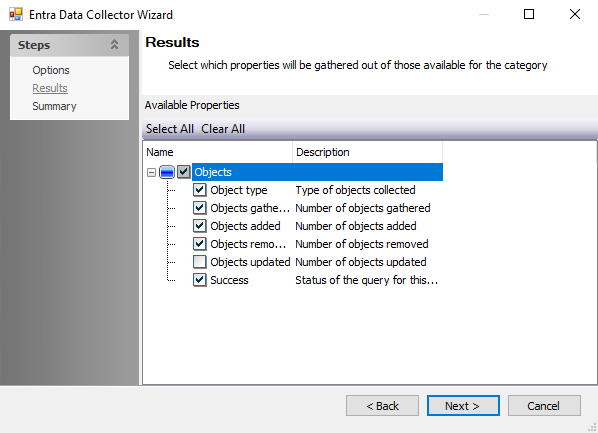 Entra Data Collector Wizard
Steps
Options
Results
Summary
Results
Select which properties will be gathered out of those available for the category
Available Properties
Select All Clear All
Name Description
Objects
Object type Type of objects collected
Objects gathe... Number of objects gathered
Objects added Number of objects added
Objects remo... Number of objects removed
Objects updated Number of objects updated
Success Status of the query for this...
< Back Next > Cancel